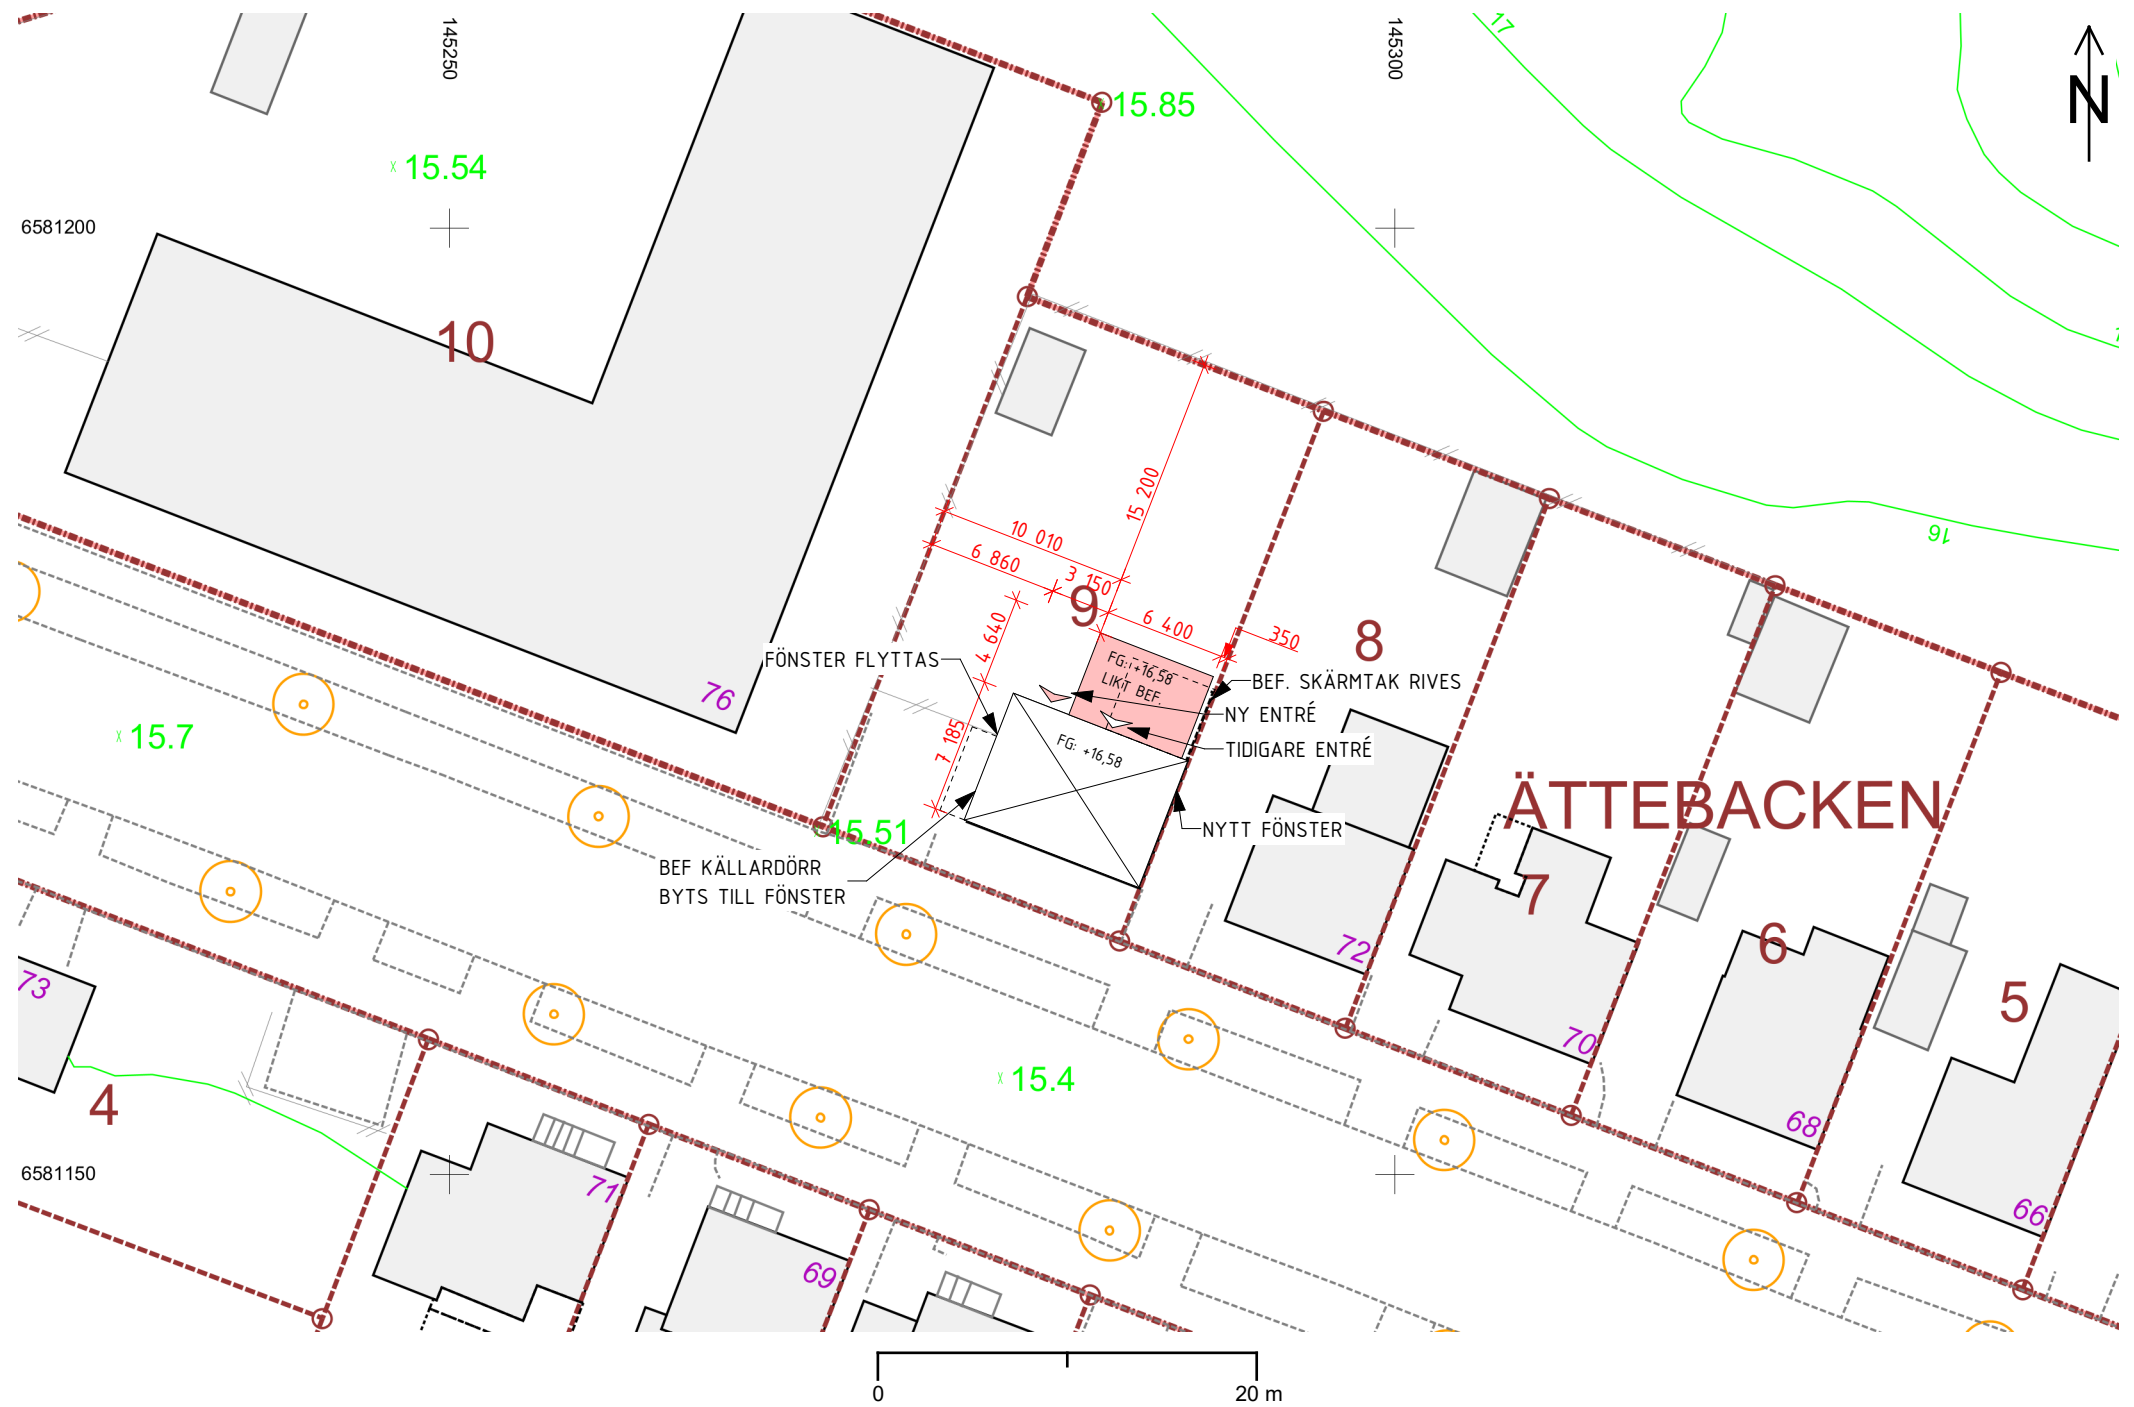 145250
145300
17
N
15.85
15.54
6581200
10
15 200
10 010
6 860
3 150
9
6 400
350
4 640
16
8
FÖNSTER FLYTTAS
FG: +16,58
LIKT BEF.
BEF. SKÄRMTAK RIVES
NY ENTRÉ
TIDIGARE ENTRÉ
76
15.7
7 185
FG: +16,58
ÄTTEBACKEN
NYTT FÖNSTER
15.51
BEF KÄLLARDÖRR
BYTS TILL FÖNSTER
7
72
6
5
73
70
4
15.4
68
6581150
71
66
69
0
20 m